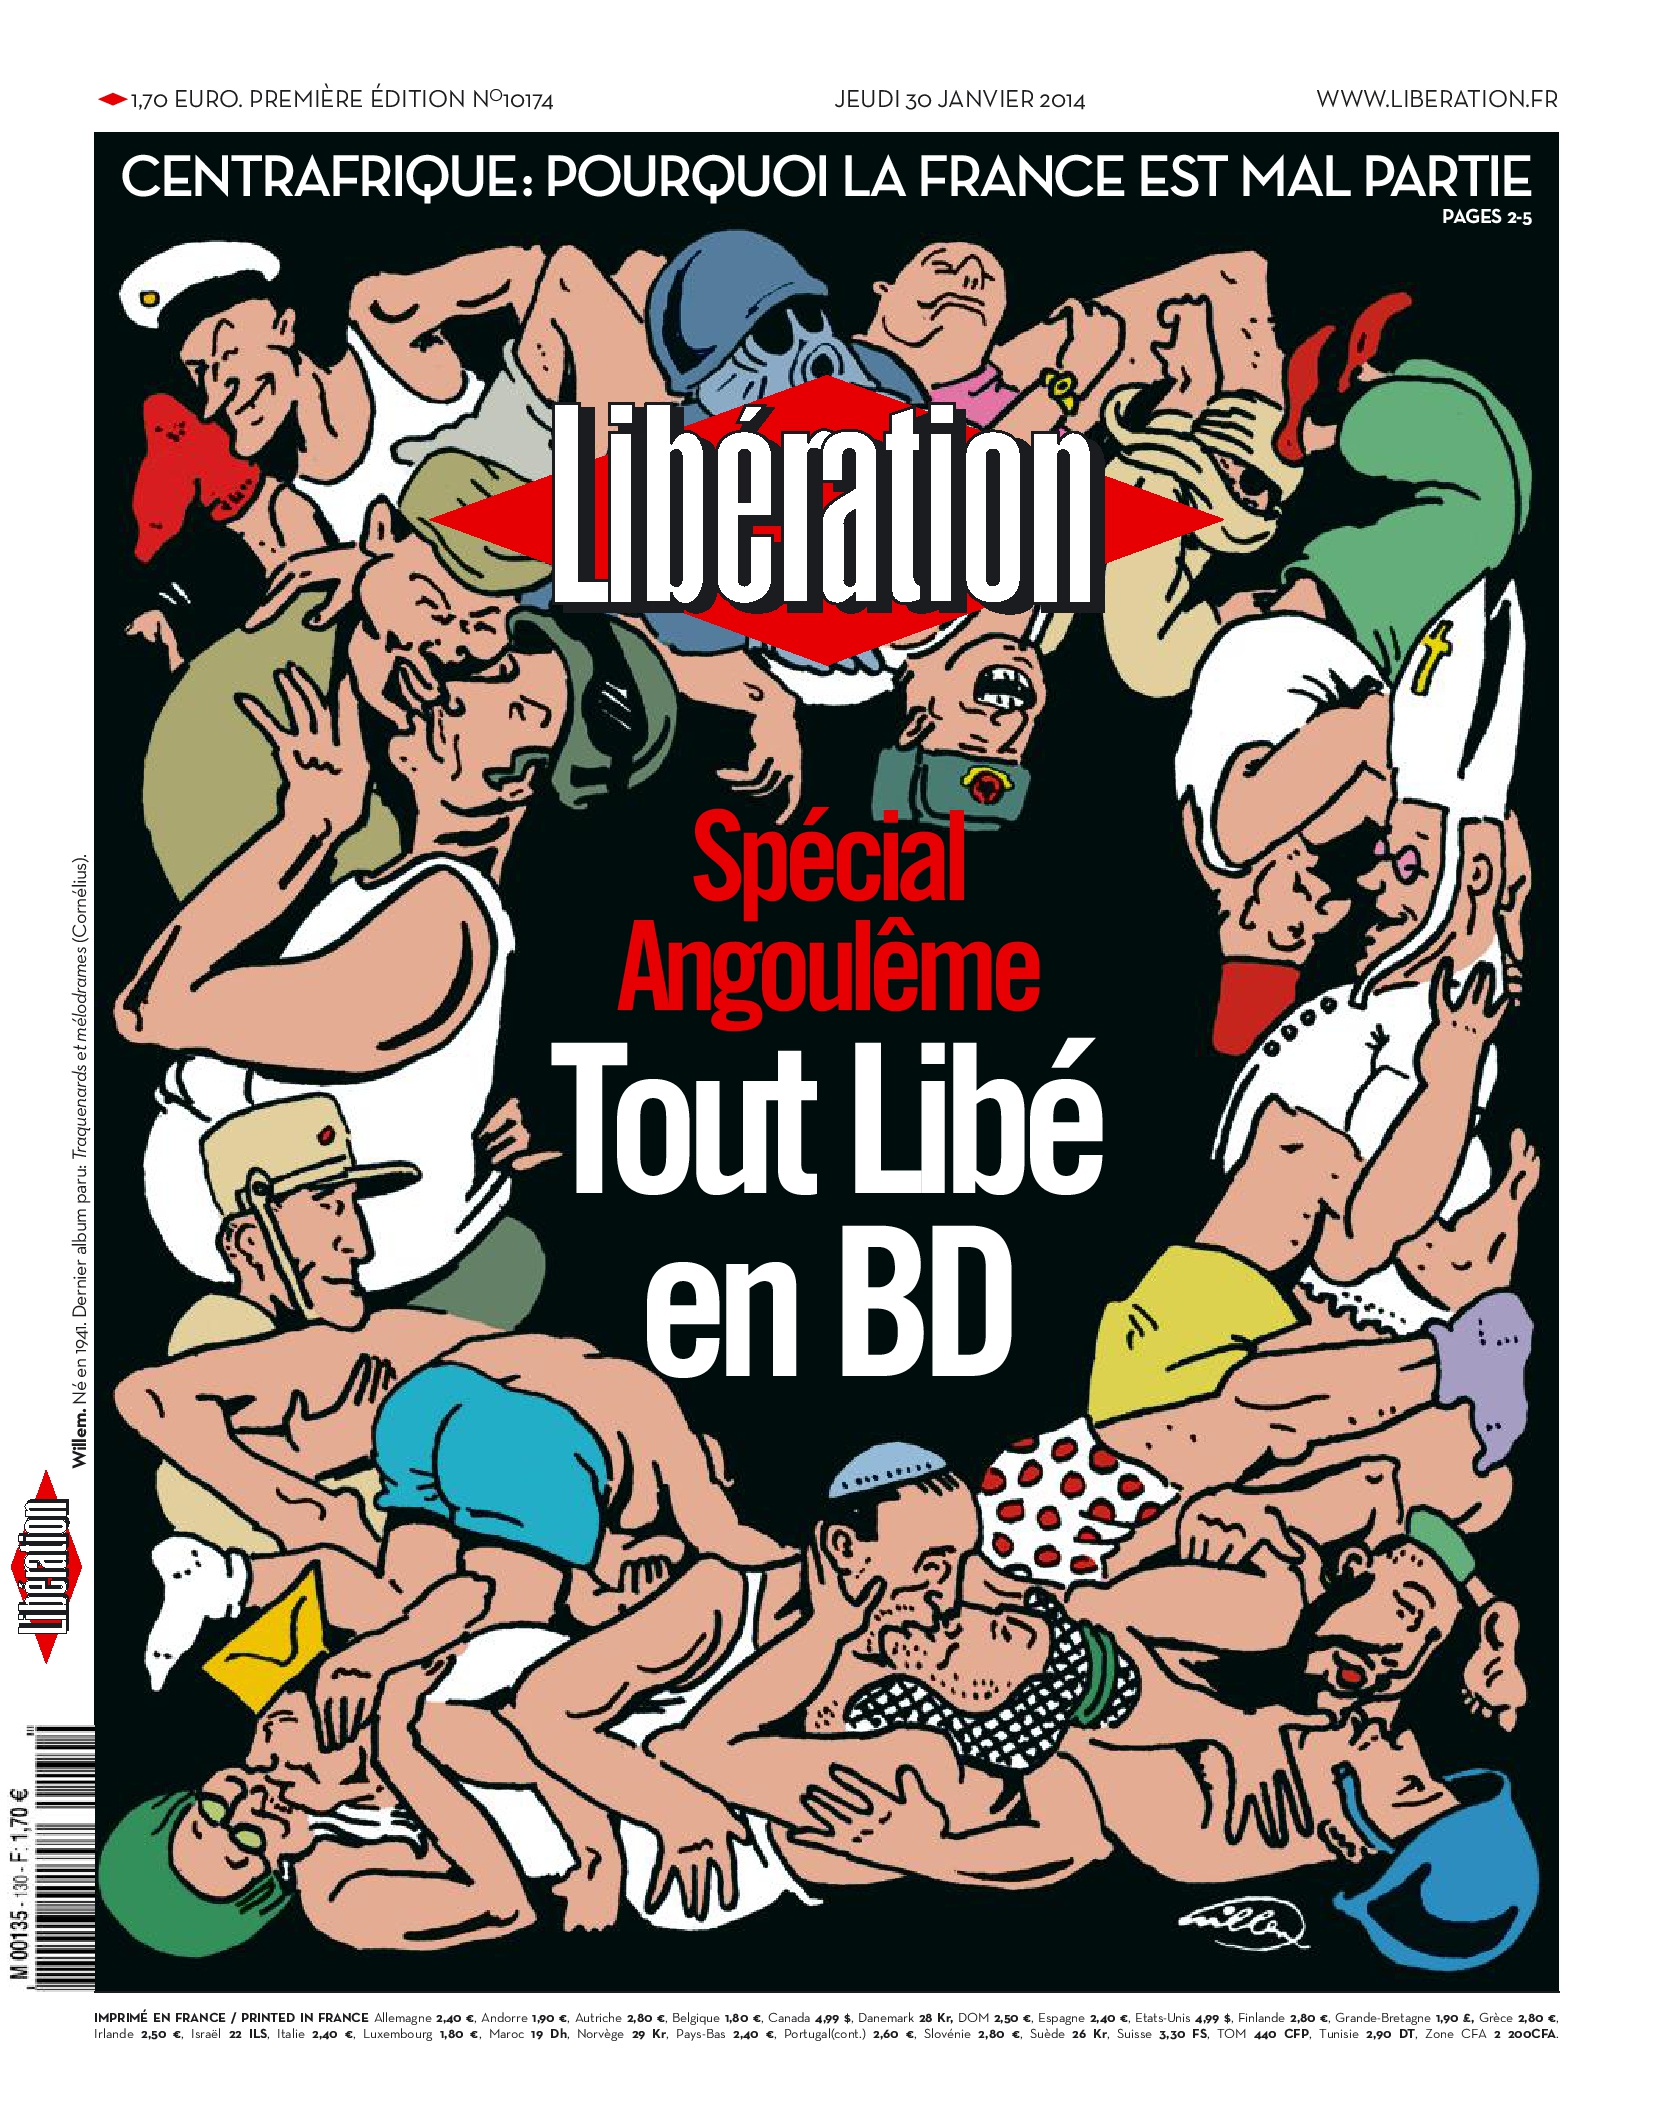 1,70 EURO. PREMIÈRE ÉDITION NO10174
JEUDI 30 JANVIER 2014
WWW.LIBERATION.FR
CENTRAFRIQUE: POURQUOI LA FRANCE EST MAL PARTIE
PAGES 2-5
Libération
Spécial
Angoulême
Tout Libé
en BD
Willem. Né en 1941. Dernier album paru: Traquenards et mélodrames (Cornélius).
Libération
M 00135 - 130 - F: 1,70 €
willem
IMPRIMÉ EN FRANCE / PRINTED IN FRANCE Allemagne 2,40 €, Andorre 1,90 €, Autriche 2,80 €, Belgique 1,80 €, Canada 4,99 $, Danemark 28 Kr, DOM 2,50 €, Espagne 2,40 €, Etats-Unis 4,99 $, Finlande 2,80 €, Grande-Bretagne 1,90 £, Grèce 2,80 €,
Irlande 2,50 €, Israël 22 ILS, Italie 2,40 €, Luxembourg 1,80 €, Maroc 19 Dh, Norvège 29 Kr, Pays-Bas 2,40 €, Portugal(cont.) 2,60 €, Slovénie 2,80 €, Suède 26 Kr, Suisse 3,30 FS, TOM 440 CFP, Tunisie 2,90 DT, Zone CFA 2 200CFA.